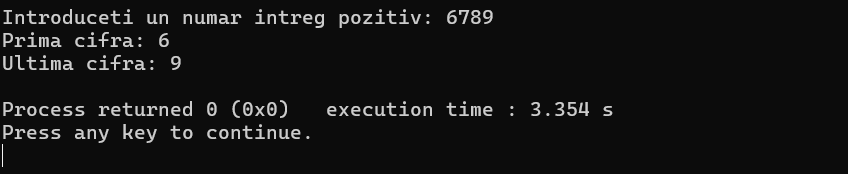 Introduceti un numar intreg pozitiv: 6789
Prima cifra: 6
Ultima cifra: 9
Process returned 0 (0x0)   execution time : 3.354 s
Press any key to continue.